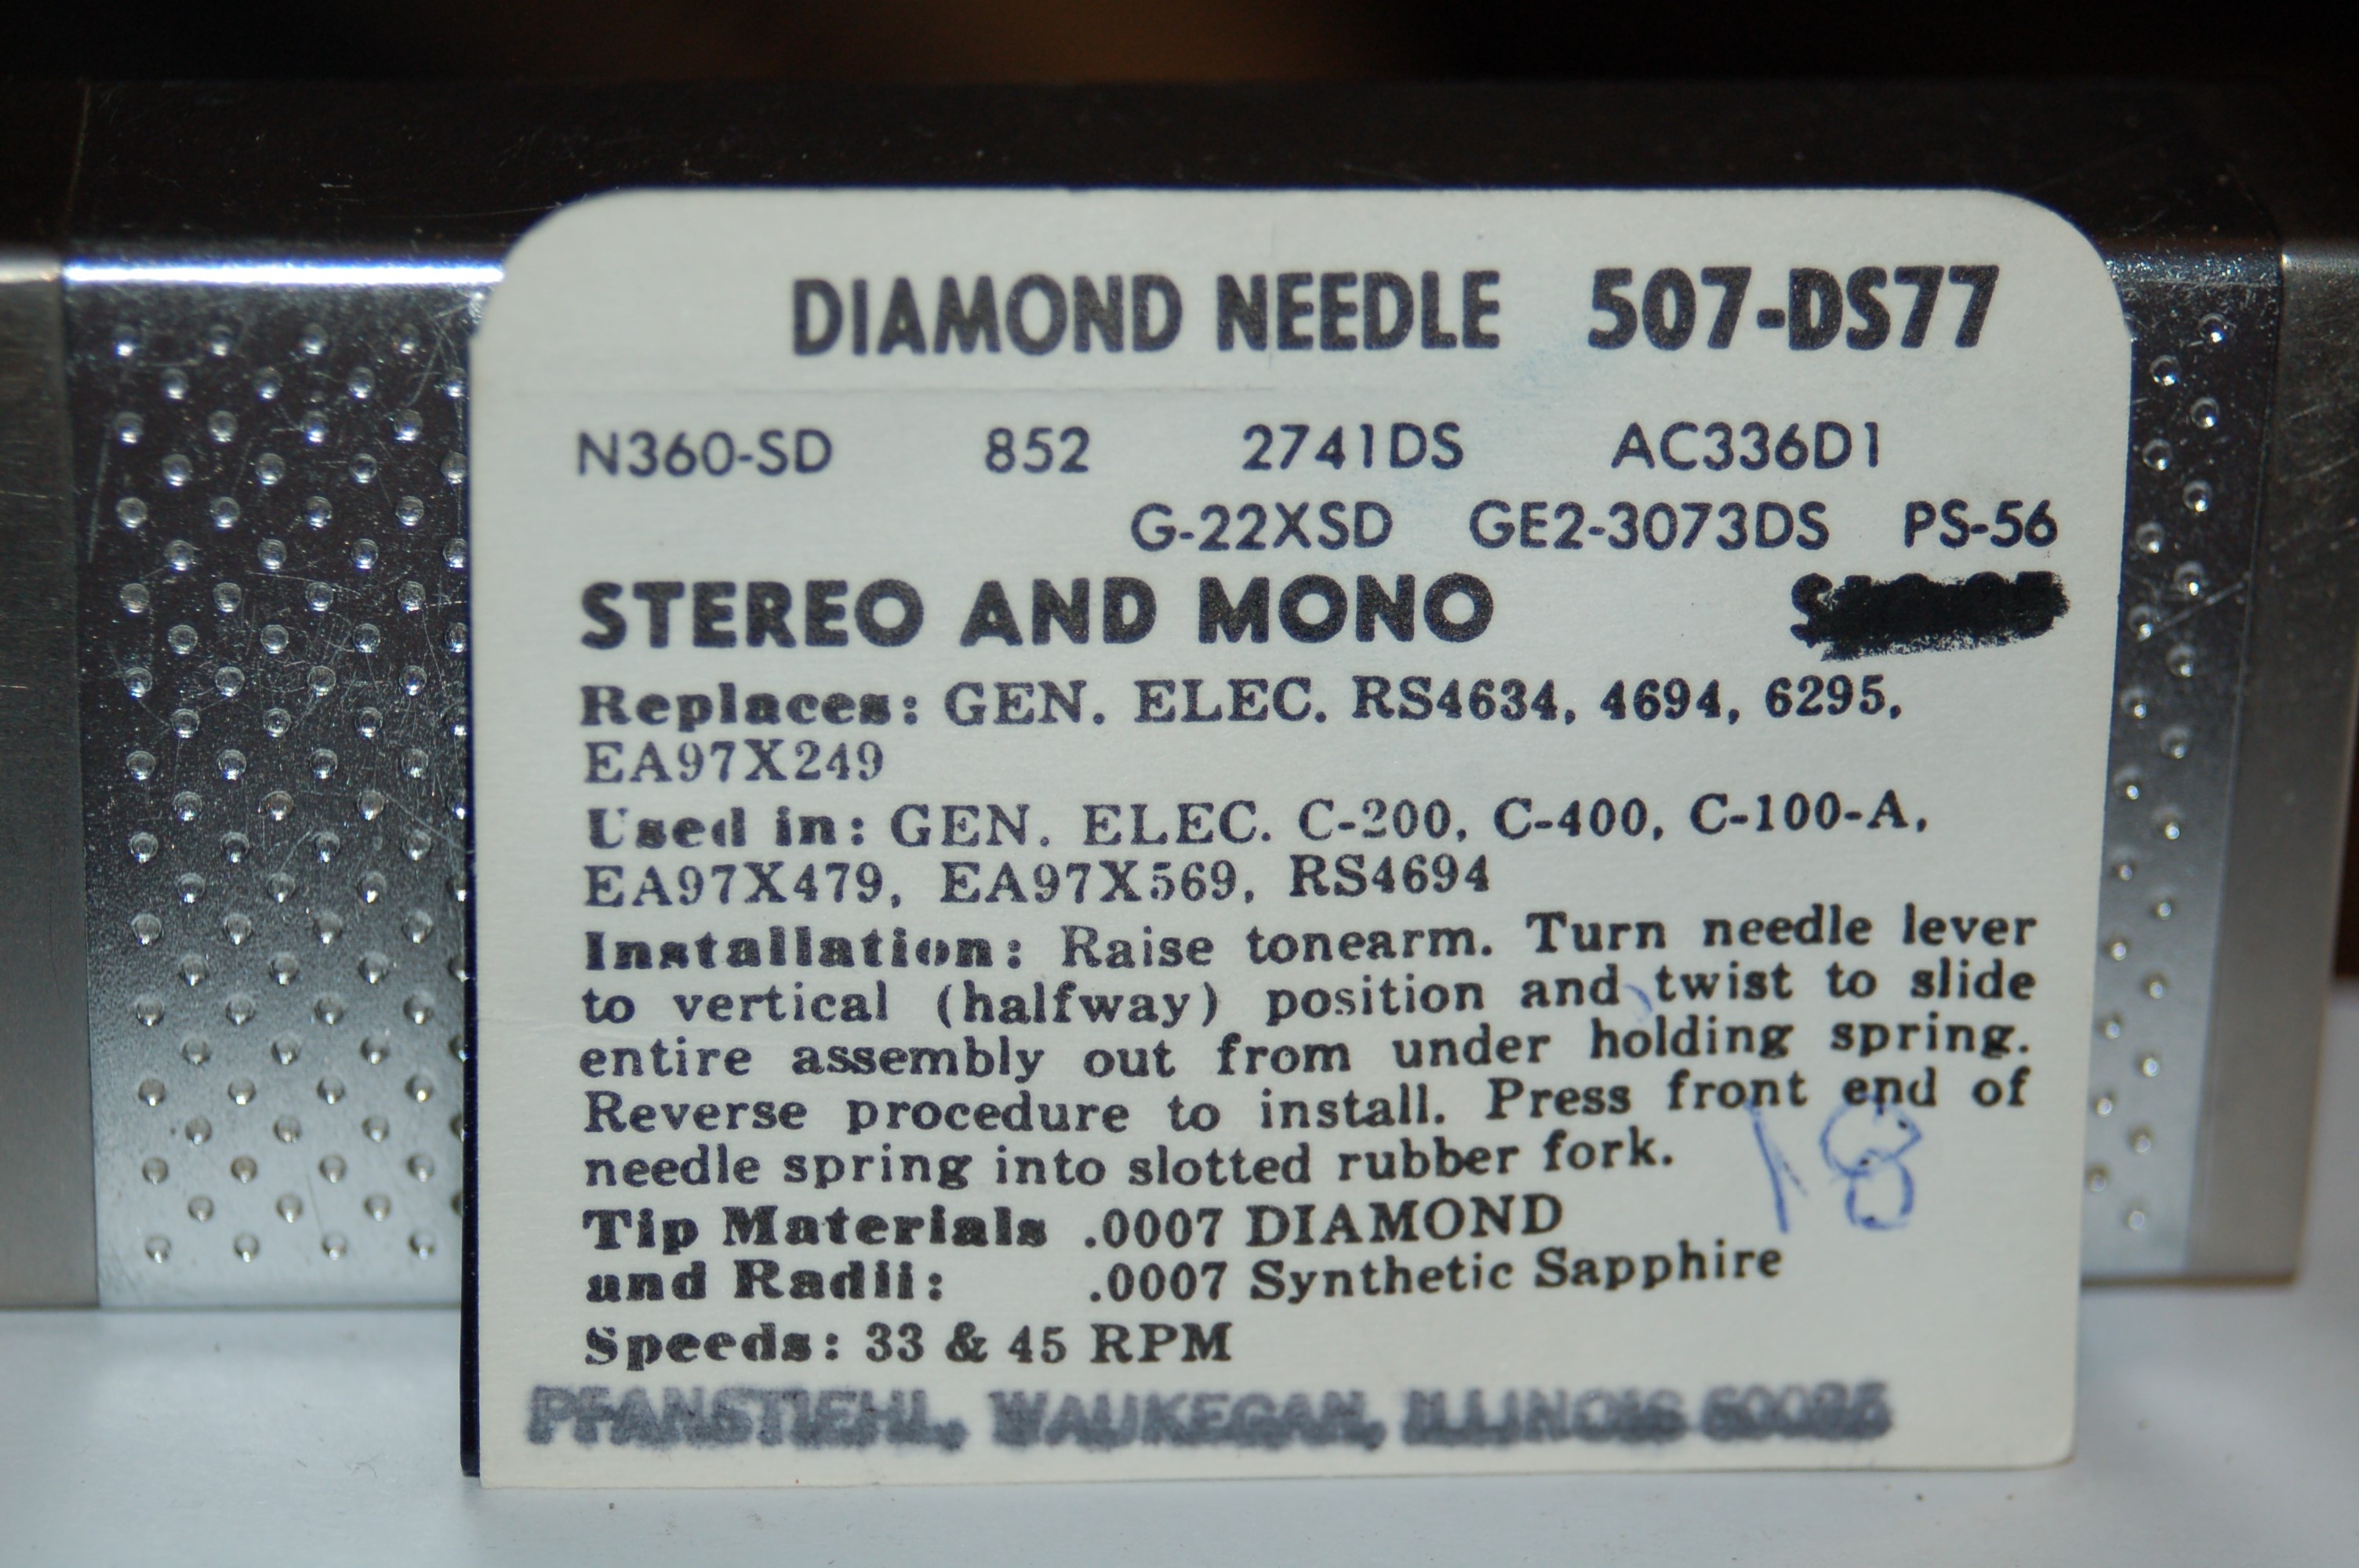 DIAMOND NEEDLE 507-DS77
N360-SD 852 2741DS AC336D1
G-22XSD GE2-3073DS PS-56
STEREO AND MONO
Replaces: GEN. ELEC. RS4634, 4694, 6295,
EA97X249
Used in: GEN. ELEC. C-200, C-400, C-100-A,
EA97X479, EA97X569, RS4694
Installation: Raise tonearm. Turn needle lever
to vertical (halfway) position and twist to slide
entire assembly out from under holding spring.
Reverse procedure to install. Press front end of
needle spring into slotted rubber fork.
18
Tip Materials .0007 DIAMOND
and Radii: .0007 Synthetic Sapphire
Speeds: 33 & 45 RPM
PFANSTIEHL, WAUKEGAN, ILLINOIS 60085